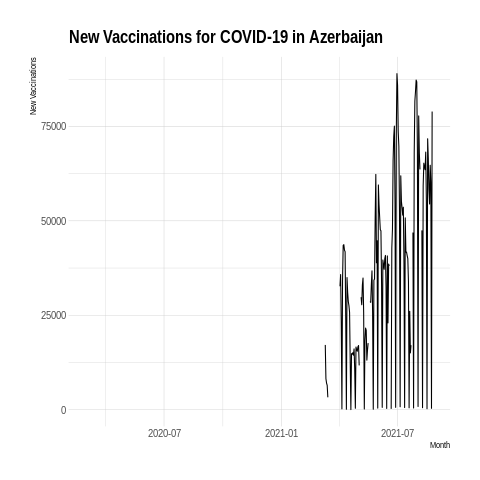 New Vaccinations for COVID-19 in Azerbaijan
New Vaccinations
75000
50000
25000
0
2020-07
2021-01
2021-07
Month